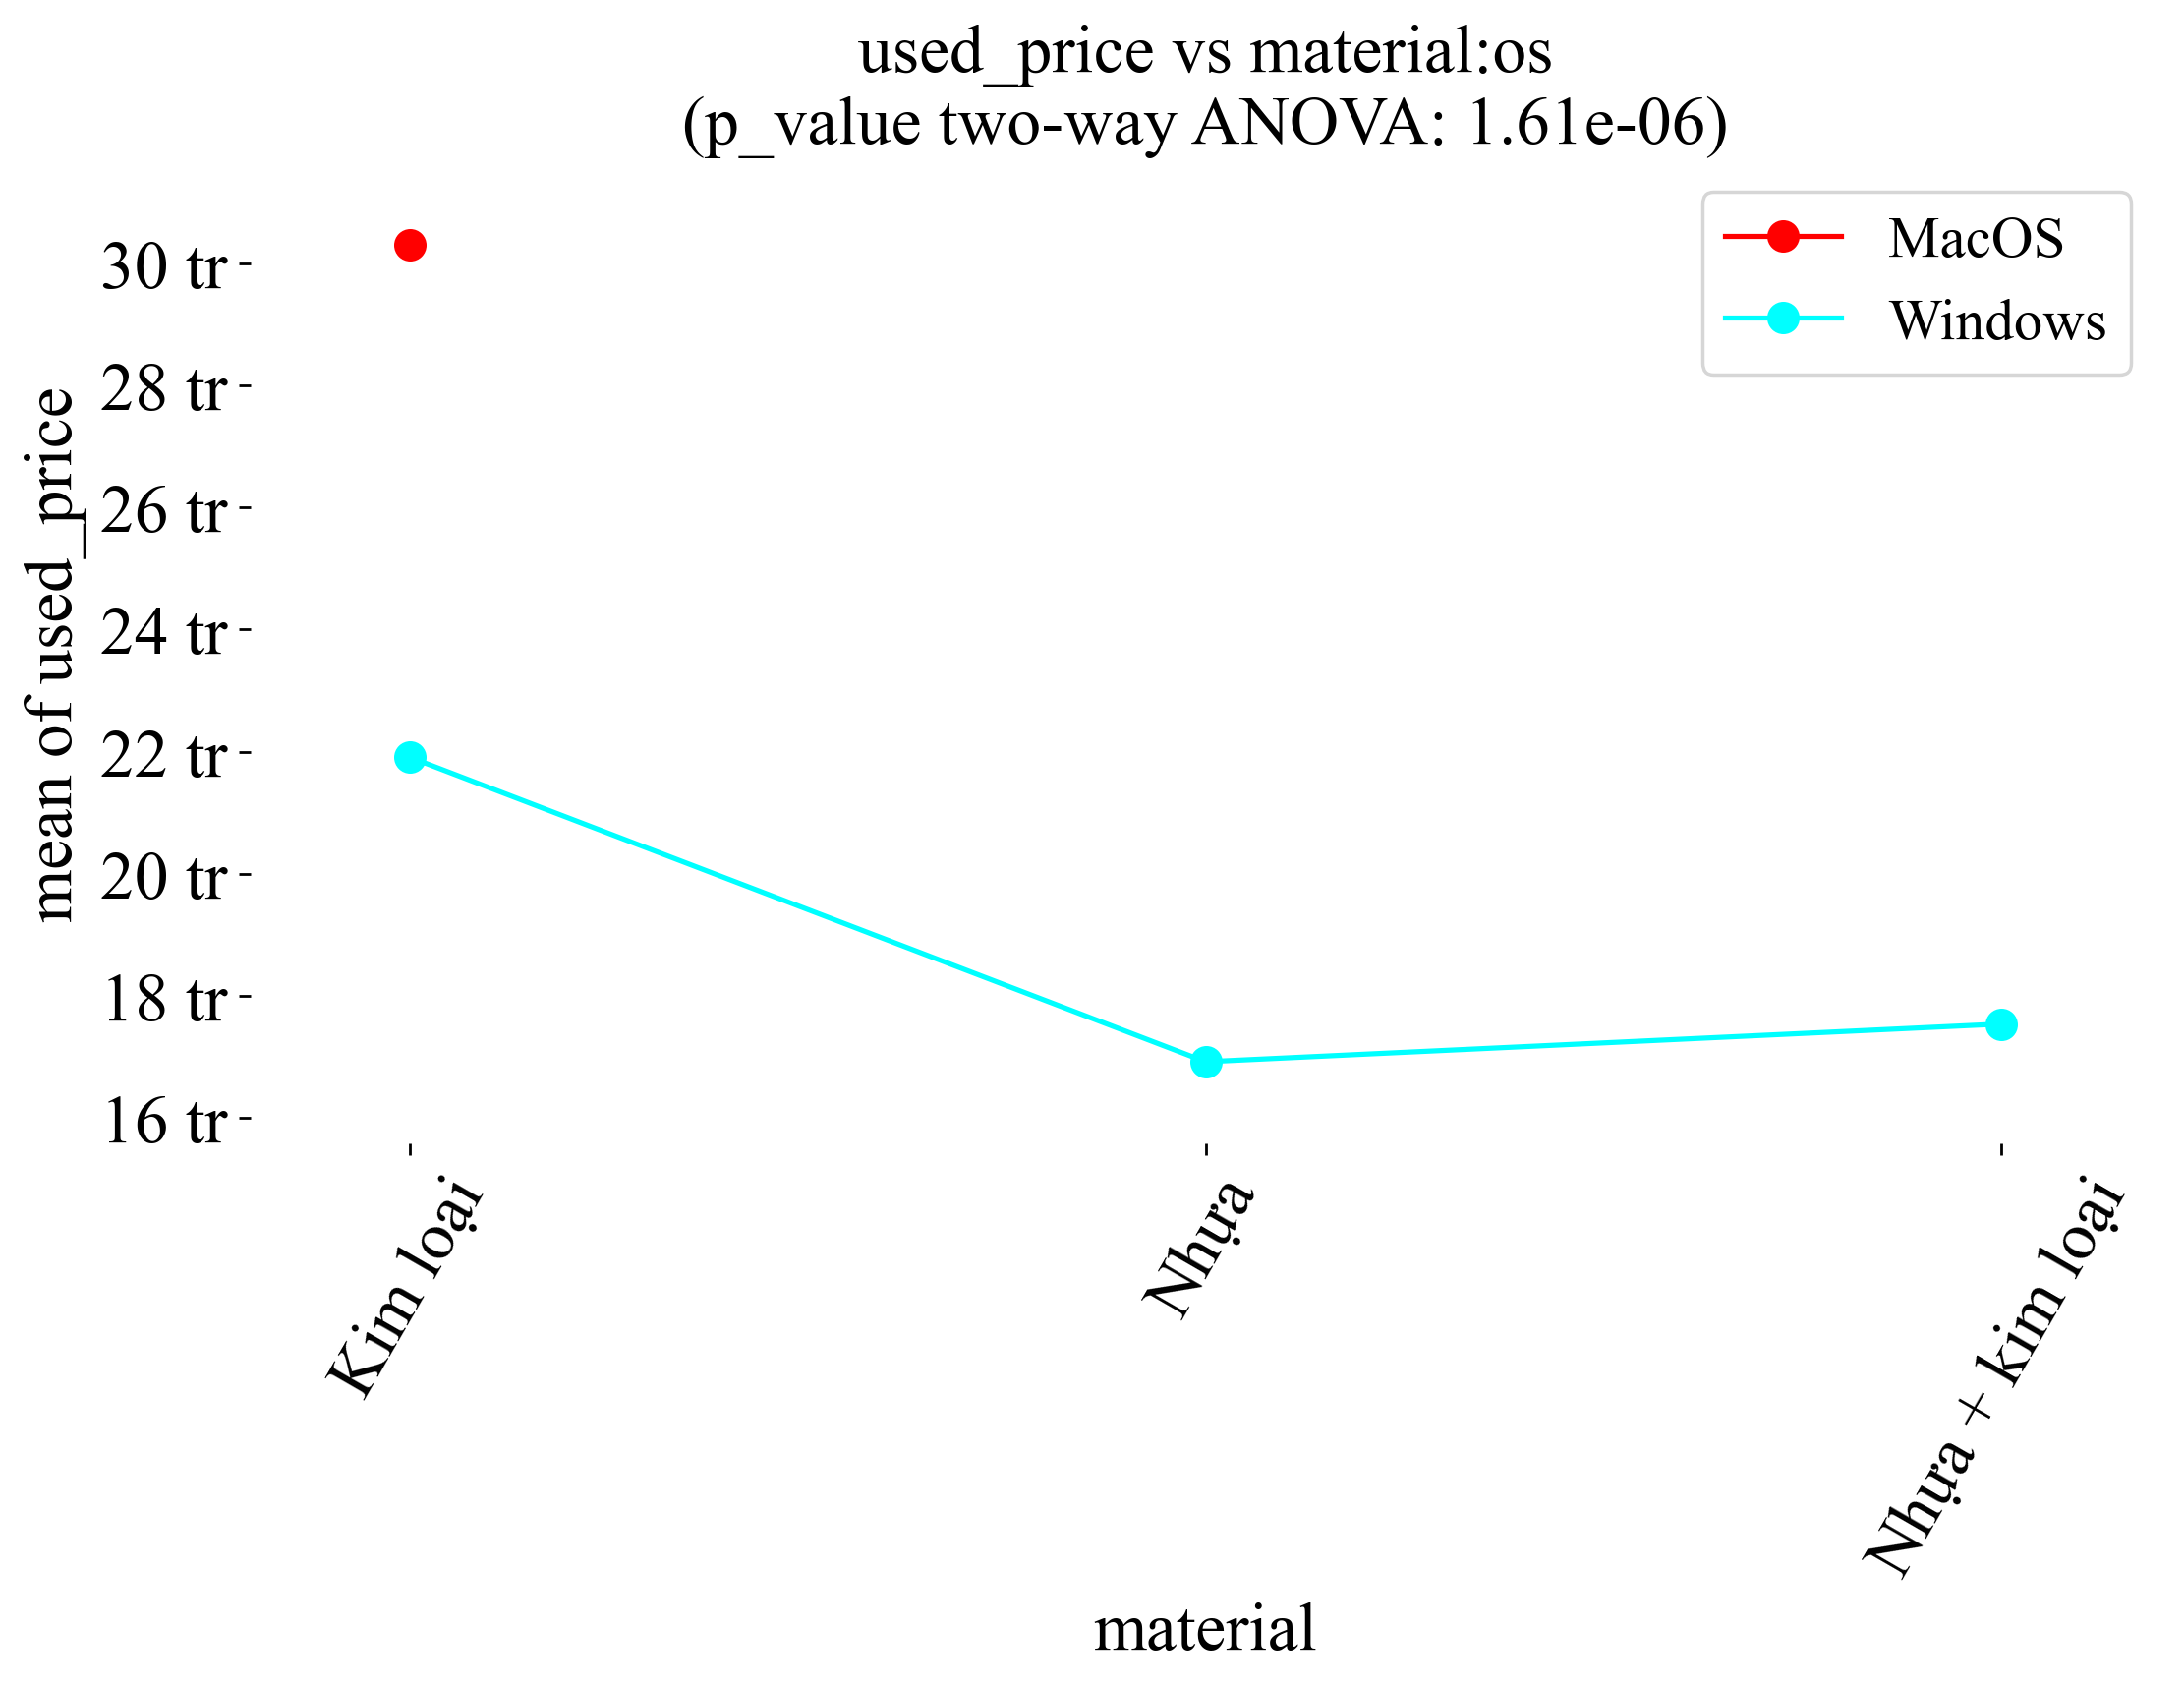 used_price vs material:os
(p_value two-way ANOVA: 1.61e-06)
MacOS
Windows
mean of used_price
30 tr
28 tr
26 tr
24 tr
22 tr
20 tr
18 tr
16 tr
Kim loại
Nhựa
Nhựa + kim loại
material